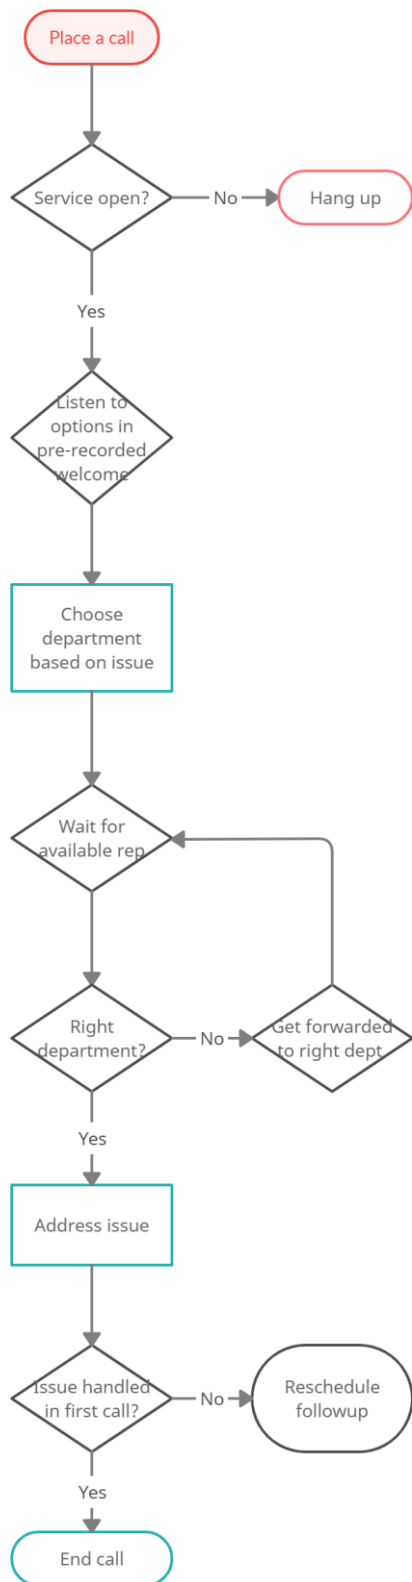 Place a call
Service open?
No
Hang up
Yes
Listen to
options in
pre-recorded
welcome
Choose
department
based on issue
Wait for
available rep
Right
department?
No
Get forwarded
to right dept
Yes
Address issue
Issue handled
in first call?
No
Reschedule
followup
Yes
End call